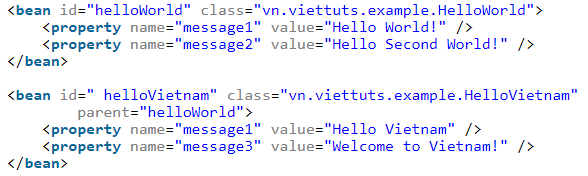 <bean id="helloWorld" class="vn.viettuts.example.HelloWorld">
<property name="message1" value="Hello World!" />
<property name="message2" value="Hello Second World!" />
</bean>
<bean id=" helloVietnam" class="vn.viettuts.example.HelloVietnam"
parent="helloWorld">
<property name="message1" value="Hello Vietnam" />
<property name="message3" value="Welcome to Vietnam!" />
</bean>